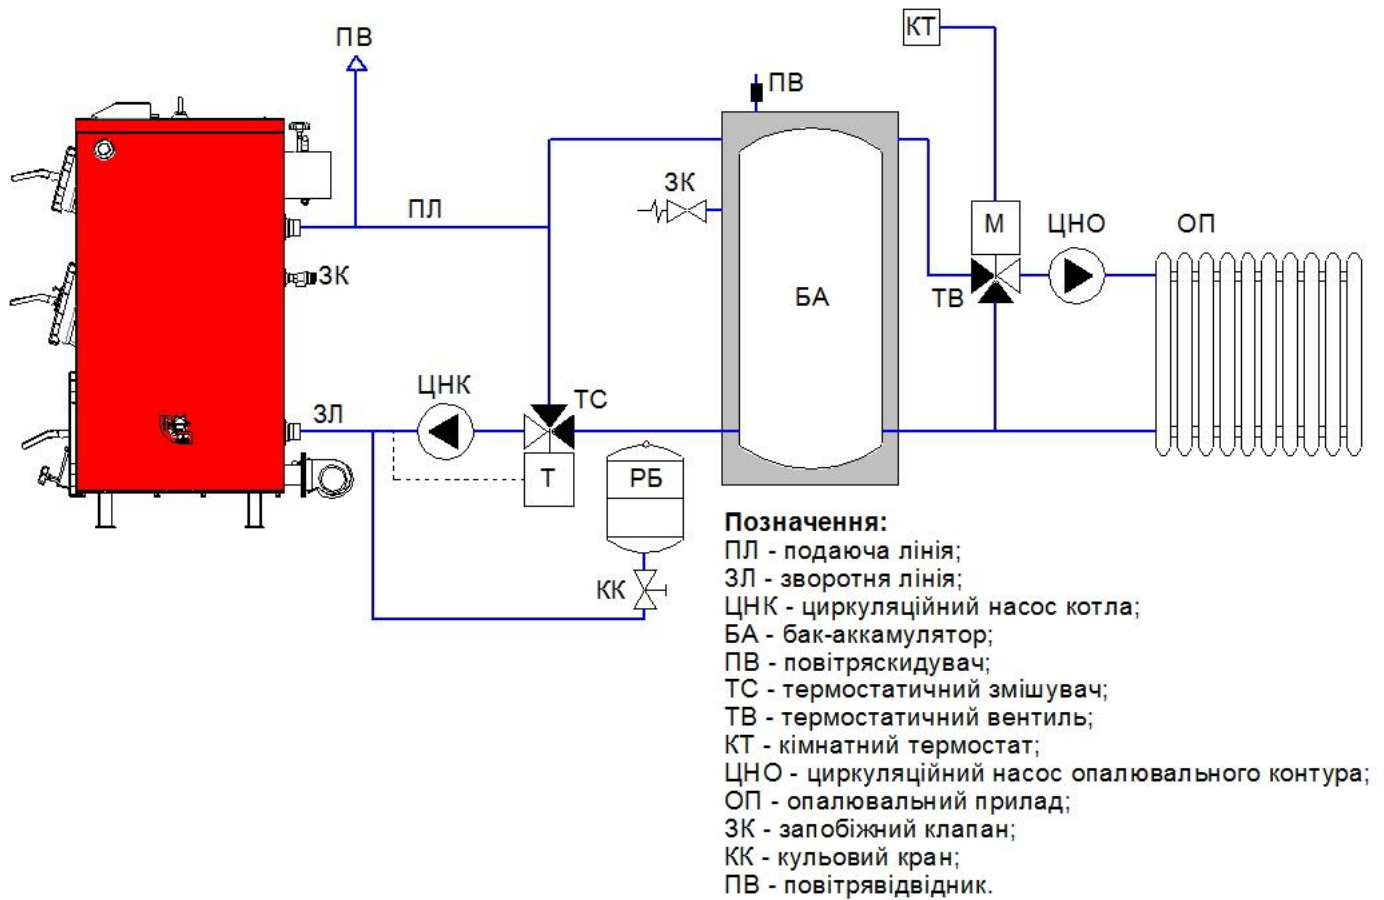 КТ
ПВ
ПВ
ЗК
ПЛ
М
ЦНО
ОП
ЗК
БА
ТВ
ЦНК
ТС
ЗЛ
Т
РБ
КК
Позначення:
ПЛ - подаюча лінія;
ЗЛ - зворотня лінія;
ЦНК - циркуляційний насос котла;
БА - бак-аккамулятор;
ПВ - повітряскидувач;
ТС - термостатичний змішувач;
ТВ - термостатичний вентиль;
КТ - кімнатний термостат;
ЦНО - циркуляційний насос опалювального контура;
ОП - опалювальний прилад;
ЗК - запобіжний клапан;
КК - кульовий кран;
ПВ - повітрявідвідник.